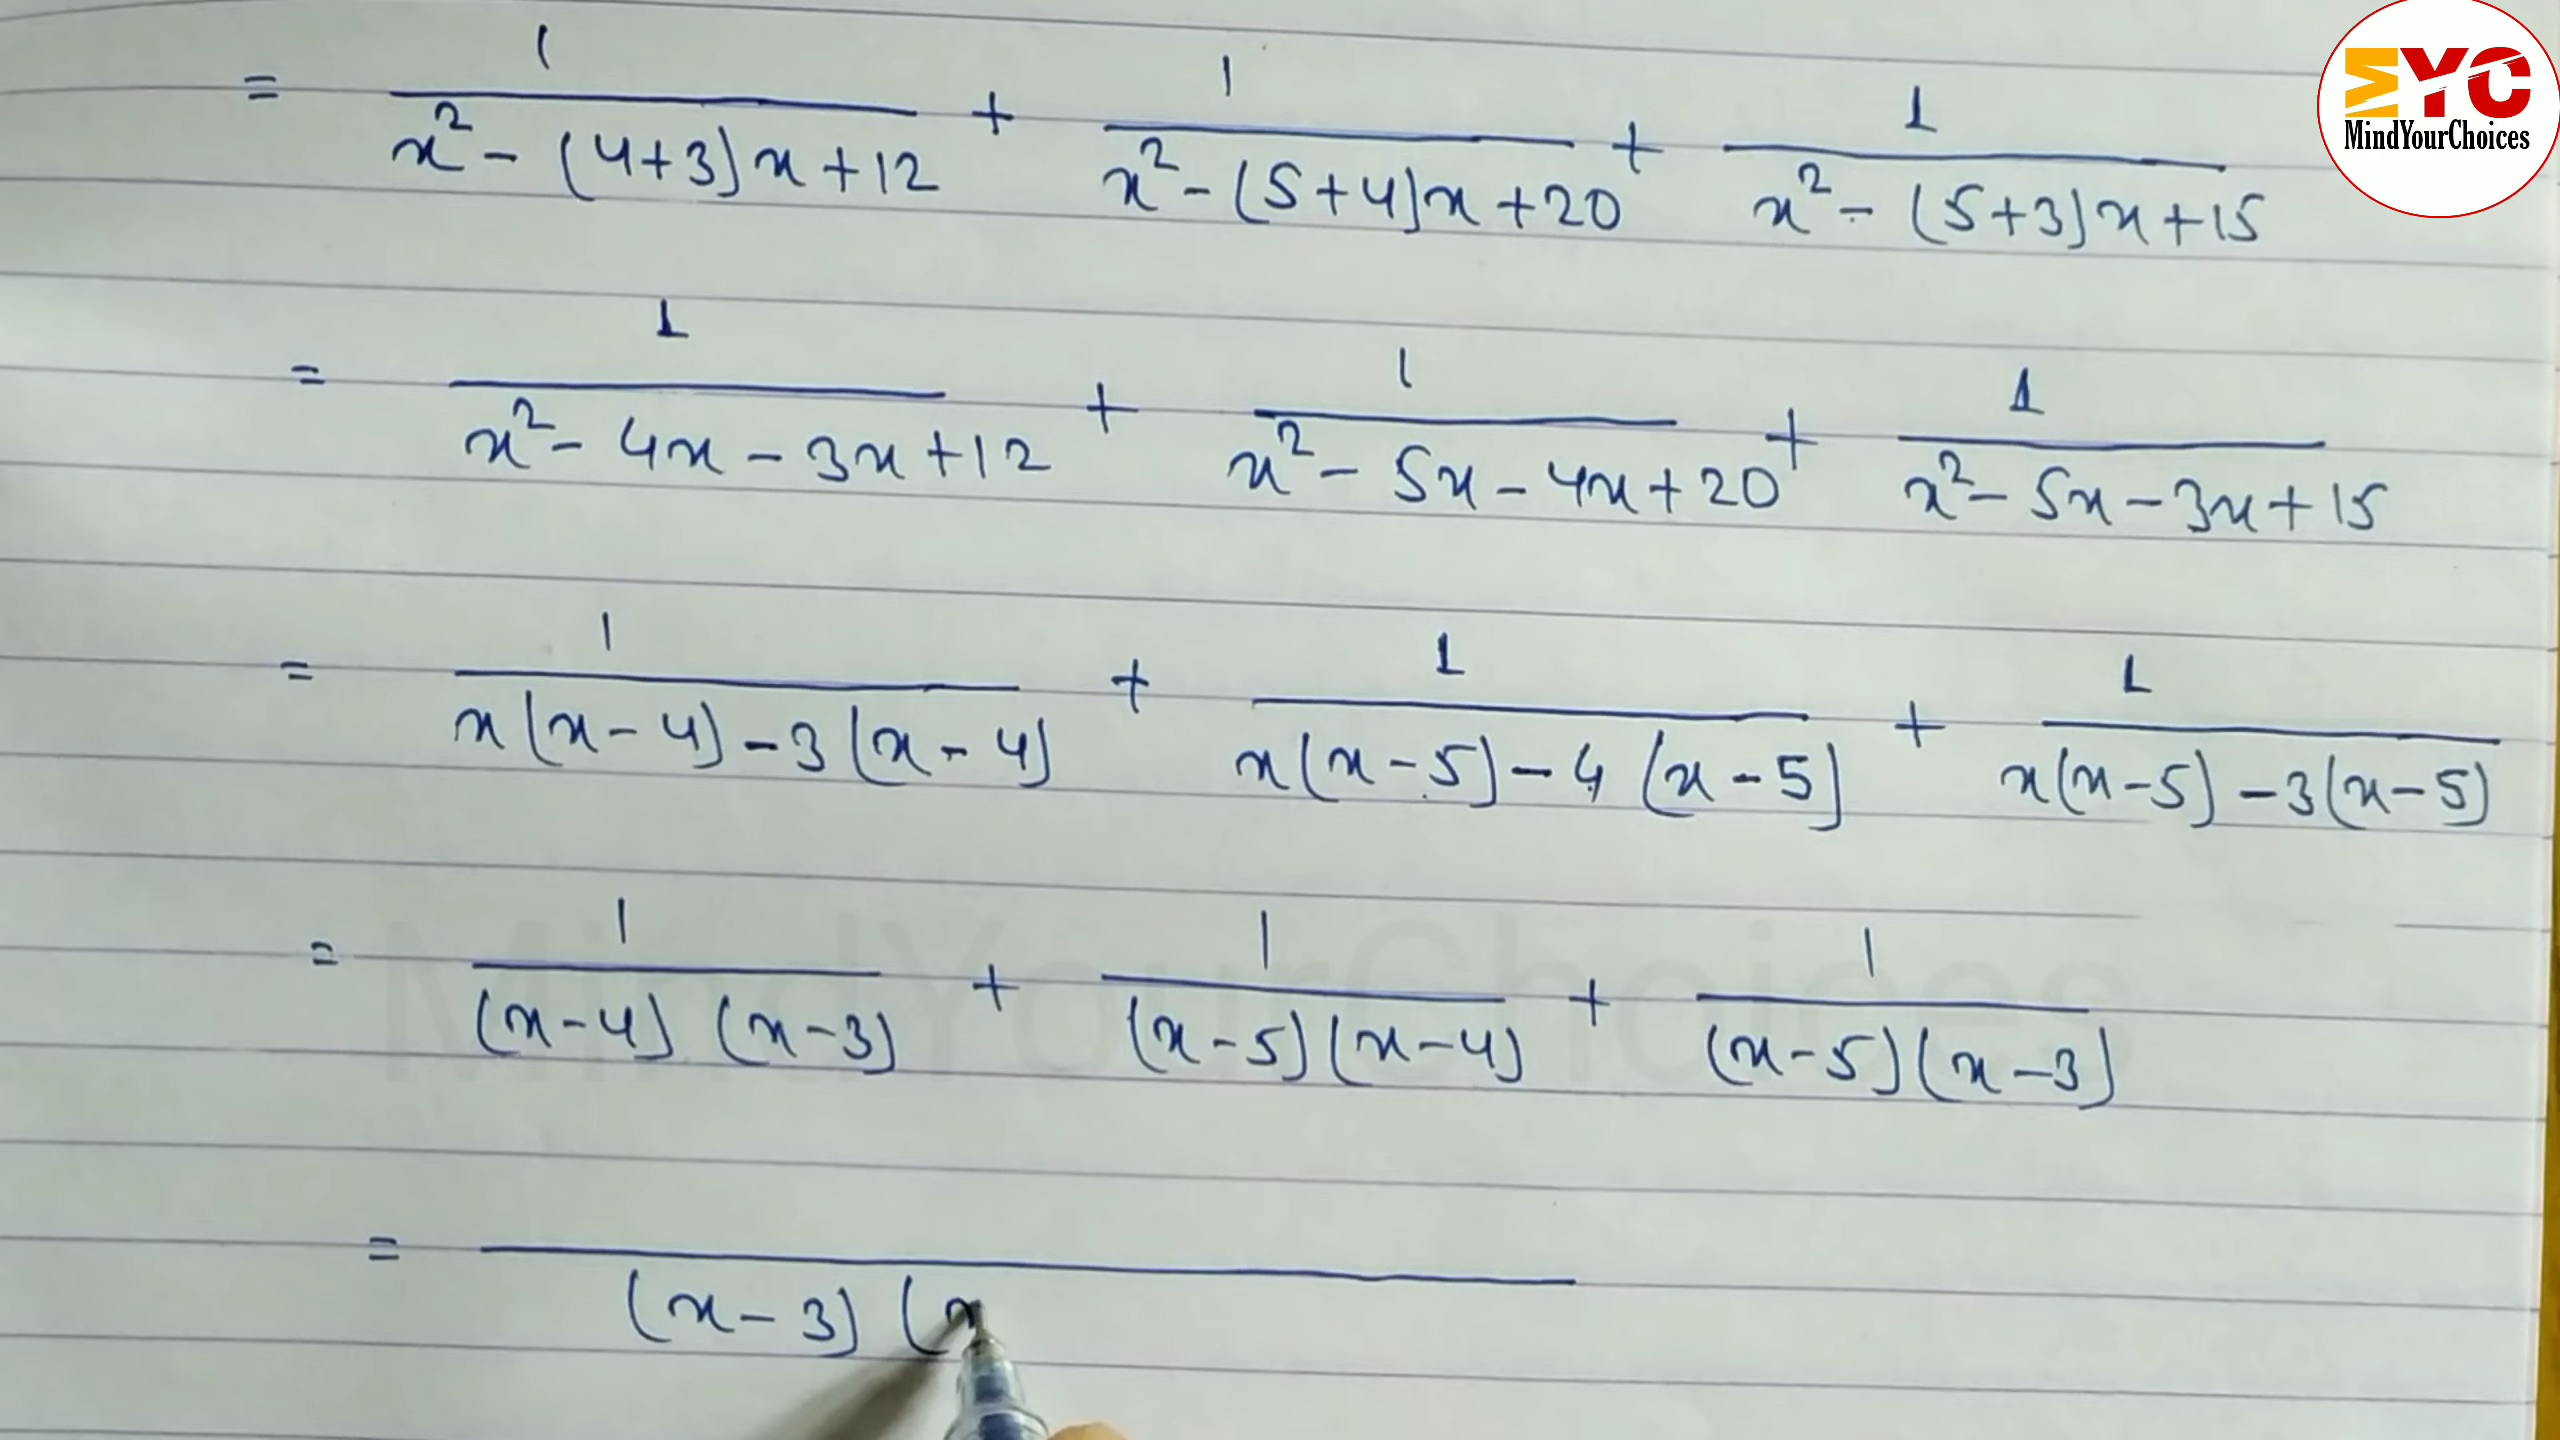 MYC
MindYourChoices
= 1/(x² - (4+3)x+12) + 1/(x² - (5+4)x+20) + 1/(x² - (5+3)x+15)
= 1/(x² - 4x - 3x+12) + 1/(x² - 5x - 4x+20) + 1/(x² - 5x - 3x+15)
= 1/(x(x-4) - 3(x-4)) + 1/(x(x-5) - 4(x-5)) + 1/(x(x-5) - 3(x-5))
= 1/((x-4)(x-3)) + 1/((x-5)(x-4)) + 1/((x-5)(x-3))
MindYourChoices
= /(x-3)(x